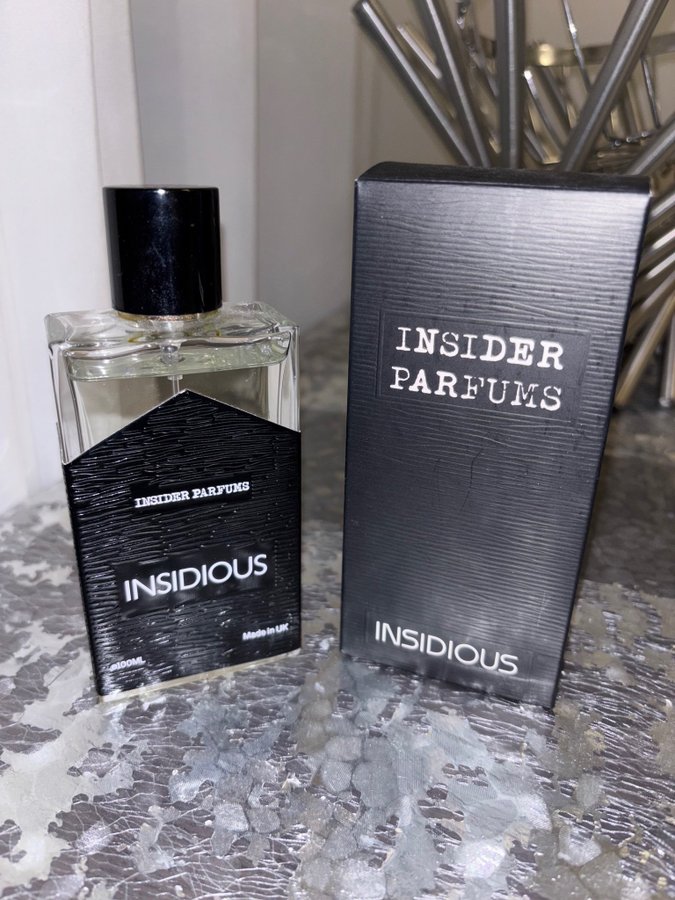 INSIDER PARFUMS
INSIDIOUS
Made in UK
℮100ML
INSIDER
PARFUMS
INSIDIOUS